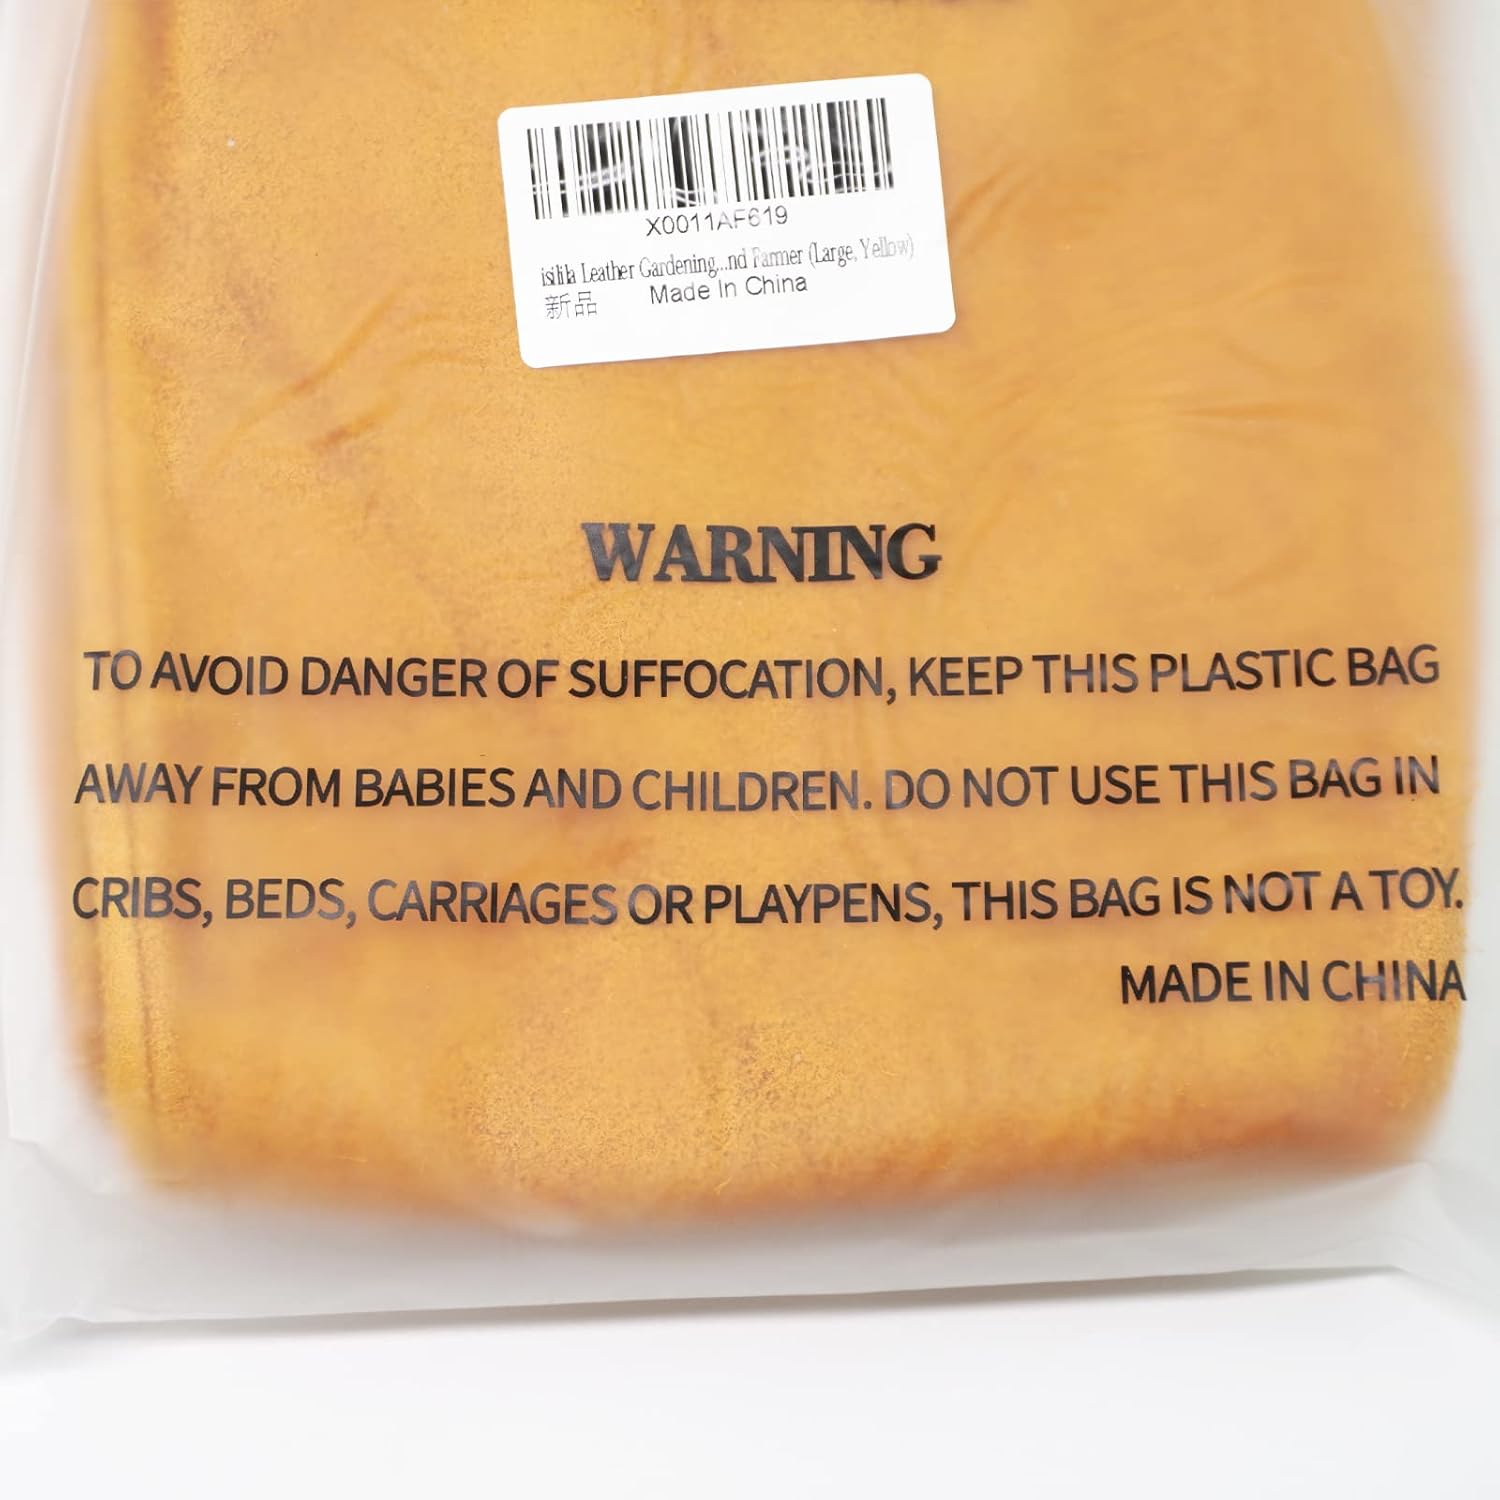 X0011AF619
Leather Gardening...nd Farmer (Large, Yellow)
新品 Made In China
WARNING
TO AVOID DANGER OF SUFFOCATION, KEEP THIS PLASTIC BAG
AWAY FROM BABIES AND CHILDREN. DO NOT USE THIS BAG IN
CRIBS, BEDS, CARRIAGES OR PLAYPENS, THIS BAG IS NOT A TOY.
MADE IN CHINA